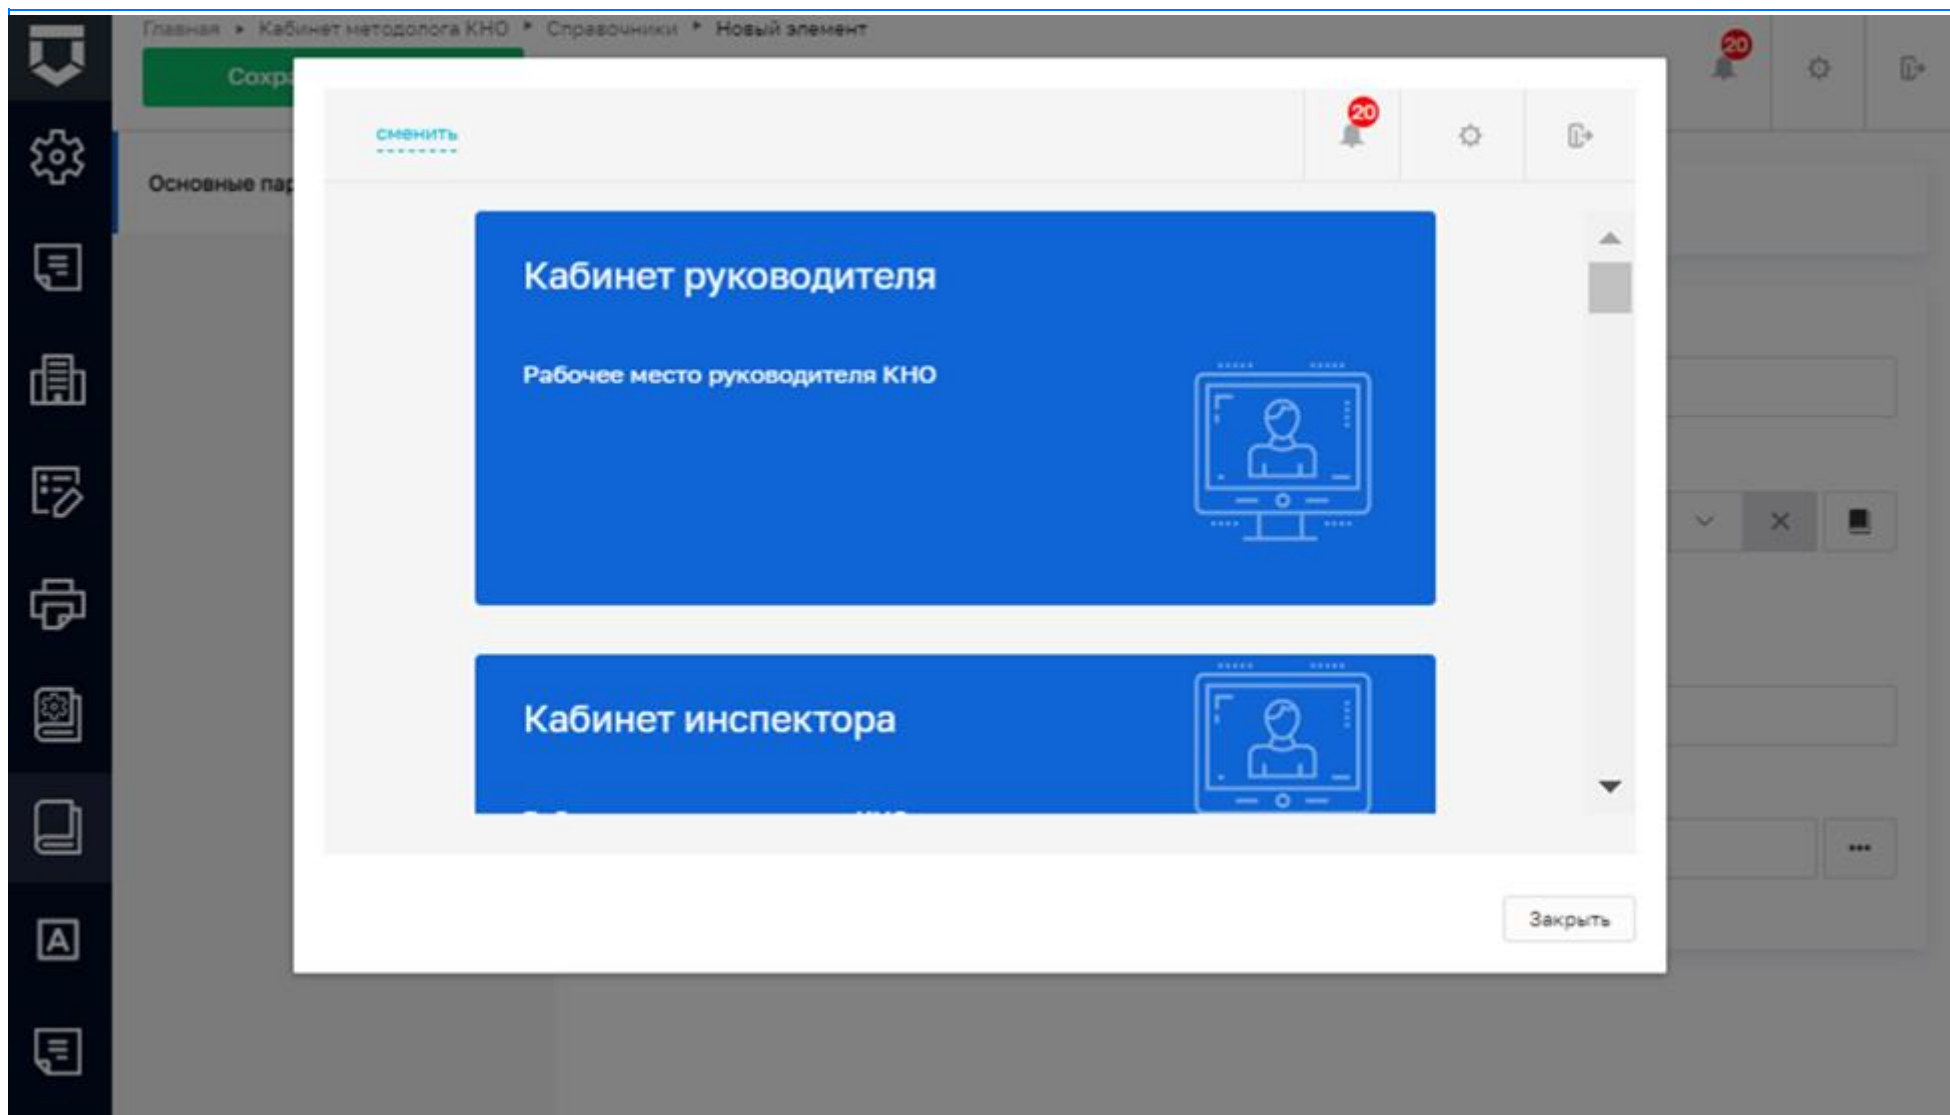 Главная ▸ Кабинет методолога КНО ▸ Справочники ▸ Новый элемент
20
сменить
20
Основные
Кабинет руководителя
Рабочее место руководителя КНО
Кабинет инспектора
Закрыть
A